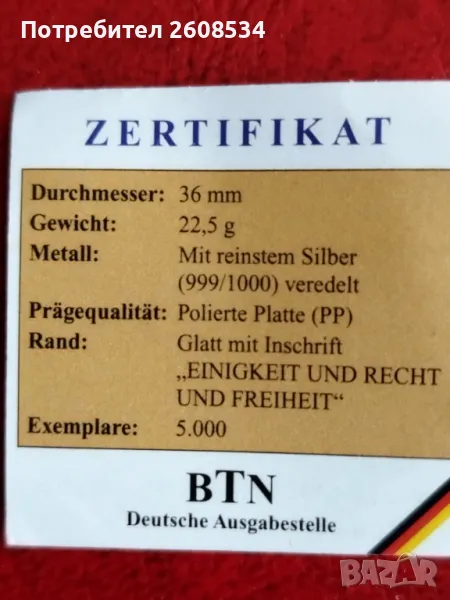 Потребител 2608534
ZERTIFIKAT
Durchmesser: 36 mm
Gewicht: 22,5 g
Metall: Mit reinstem Silber
(999/1000) veredelt
Prägequalität: Polierte Platte (PP)
Rand: Glatt mit Inschrift
„EINIGKEIT UND RECHT
UND FREIHEIT“
Exemplare: 5.000
BTN
Deutsche Ausgabestelle
BAZAR